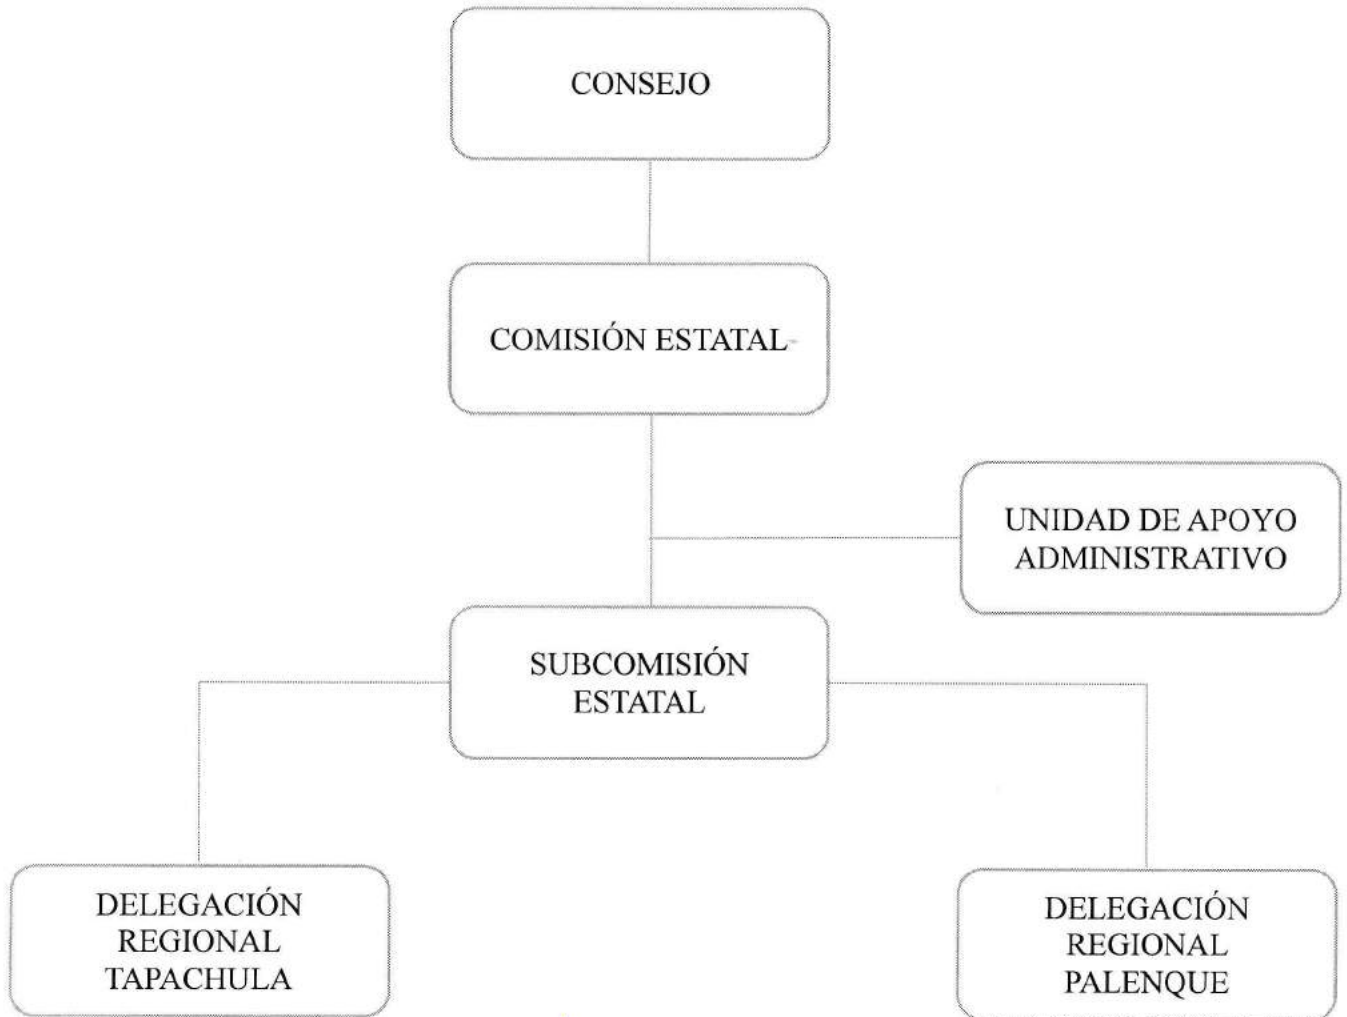 CONSEJO
COMISIÓN ESTATAL
UNIDAD DE APOYO
ADMINISTRATIVO
SUBCOMISIÓN
ESTATAL
DELEGACIÓN
REGIONAL
TAPACHULA
DELEGACIÓN
REGIONAL
PALENQUE